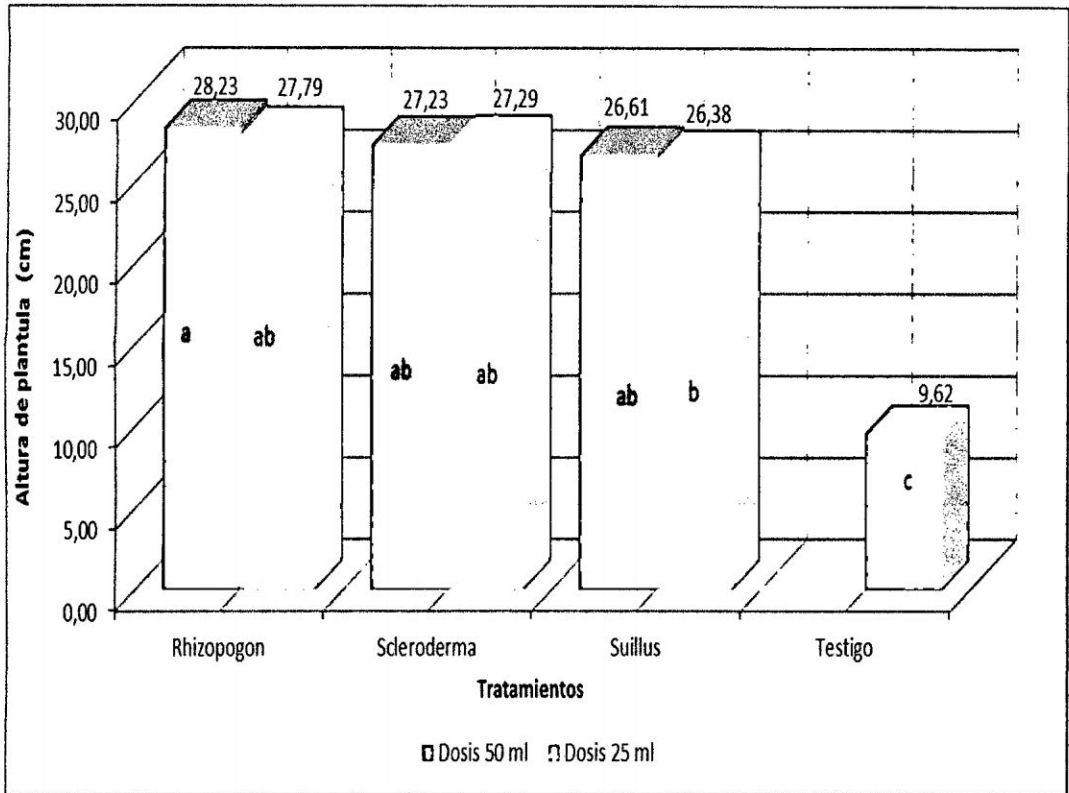 28,23 27,79 27,23 27,29 26,61 26,38
30,00
25,00
20,00
15,00
10,00
5,00
0,00
Altura de plantula (cm)
a ab ab ab ab b
9,62
c
Rhizopogon Scleroderma Suillus Testigo
Tratamientos
Dosis 50 ml Dosis 25 ml